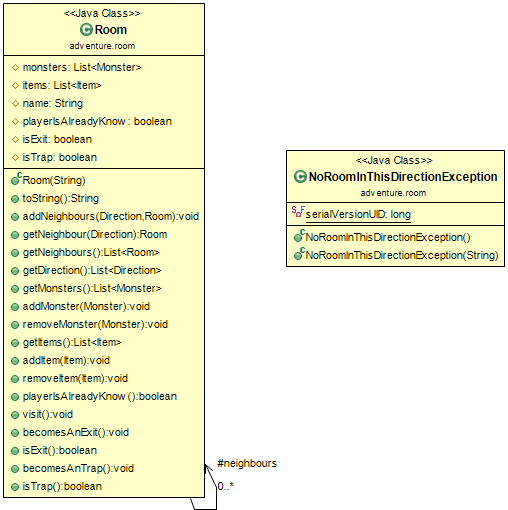 <<Java Class>>
C Room
adventure.room
monsters: List<Monster>
items: List<Item>
name: String
playerIsAlreadyKnow : boolean
isExit: boolean
isTrap: boolean
C Room(String)
toString():String
addNeighbours(Direction,Room):void
getNeighbour(Direction):Room
getNeighbours():List<Room>
getDirection():List<Direction>
getMonsters():List<Monster>
addMonster(Monster):void
removeMonster(Monster):void
getItems():List<Item>
addItem(Item):void
removeItem(Item):void
playerIsAlreadyKnow ():boolean
visit():void
becomesAnExit():void
isExit():boolean
becomesAnTrap():void
isTrap():boolean
#neighbours
0..*
<<Java Class>>
C NoRoomInThisDirectionException
adventure.room
S F serialVersionUID: long
C NoRoomInThisDirectionException()
C NoRoomInThisDirectionException(String)